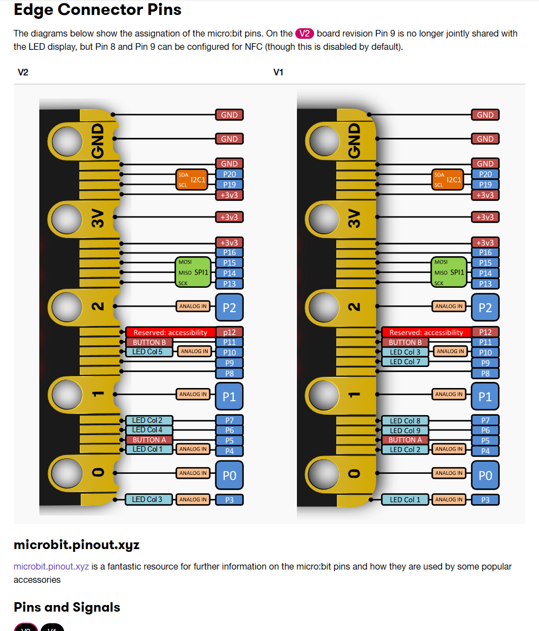 Edge Connector Pins
The diagrams below show the assignation of the micro:bit pins. On the V2 board revision Pin 9 is no longer jointly shared with
the LED display, but Pin 8 and Pin 9 can be configured for NFC (though this is disabled by default).
V2 V1
GND
GND
GND
SDA I2C1 P20
SCL P19
+3v3
+3v3
+3v3
P16
MOSI P15
MISO SPI1 P14
SCK P13
2 ANALOG IN P2
Reserved: accessibility p12
BUTTON B P11
LED Col 5 ANALOG IN P10
P9
P8
1 ANALOG IN P1
LED Col 2 P7
LED Col 4 P6
BUTTON A P5
LED Col 1 ANALOG IN P4
0 ANALOG IN P0
LED Col 3 ANALOG IN P3
GND
3V
GND
GND
GND
SDA I2C1 P20
SCL P19
+3v3
+3v3
+3v3
P16
MOSI P15
MISO SPI1 P14
SCK P13
2 ANALOG IN P2
Reserved: accessibility P12
BUTTON B P11
LED Col 3 ANALOG IN P10
LED Col 7 P9
P8
1 ANALOG IN P1
LED Col 8 P7
LED Col 9 P6
BUTTON A P5
LED Col 2 ANALOG IN P4
0 ANALOG IN P0
LED Col 1 ANALOG IN P3
GND
3V
microbit.pinout.xyz
microbit.pinout.xyz is a fantastic resource for further information on the micro:bit pins and how they are used by some popular
accessories
Pins and Signals